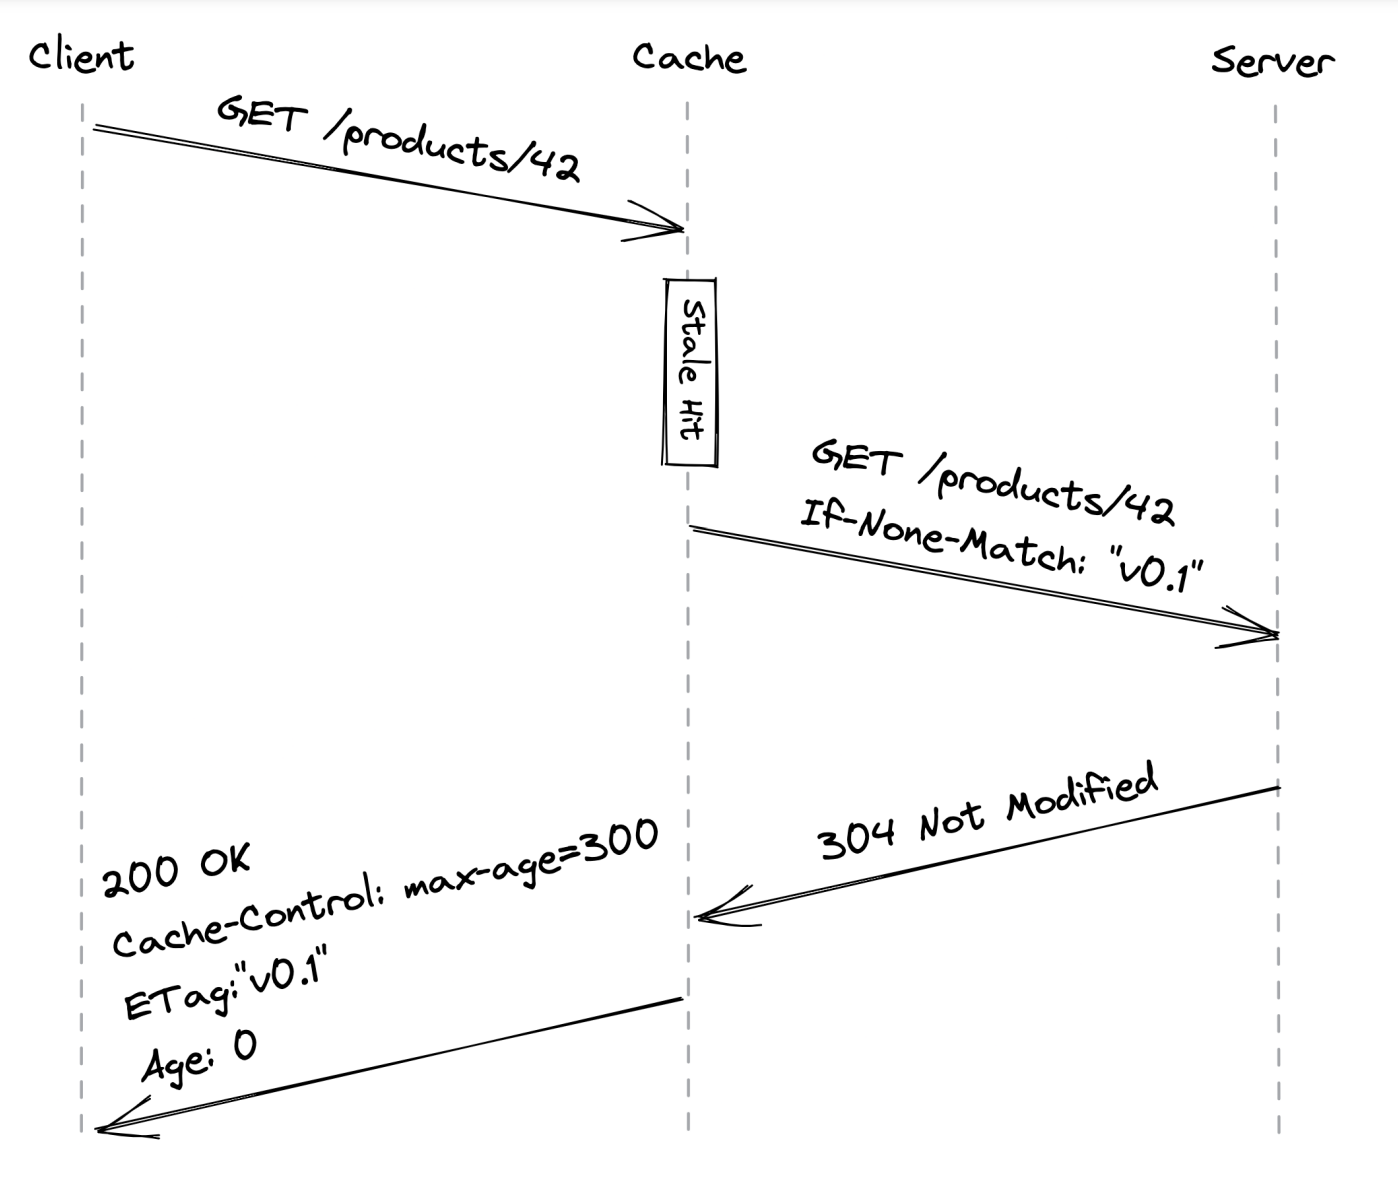 Client
Cache
Server
GET /products/42
Stale Hit
GET /products/42
If-None-Match: "v0.1"
304 Not Modified
200 OK
Cache-Control: max-age=300
ETag:"v0.1"
Age: 0